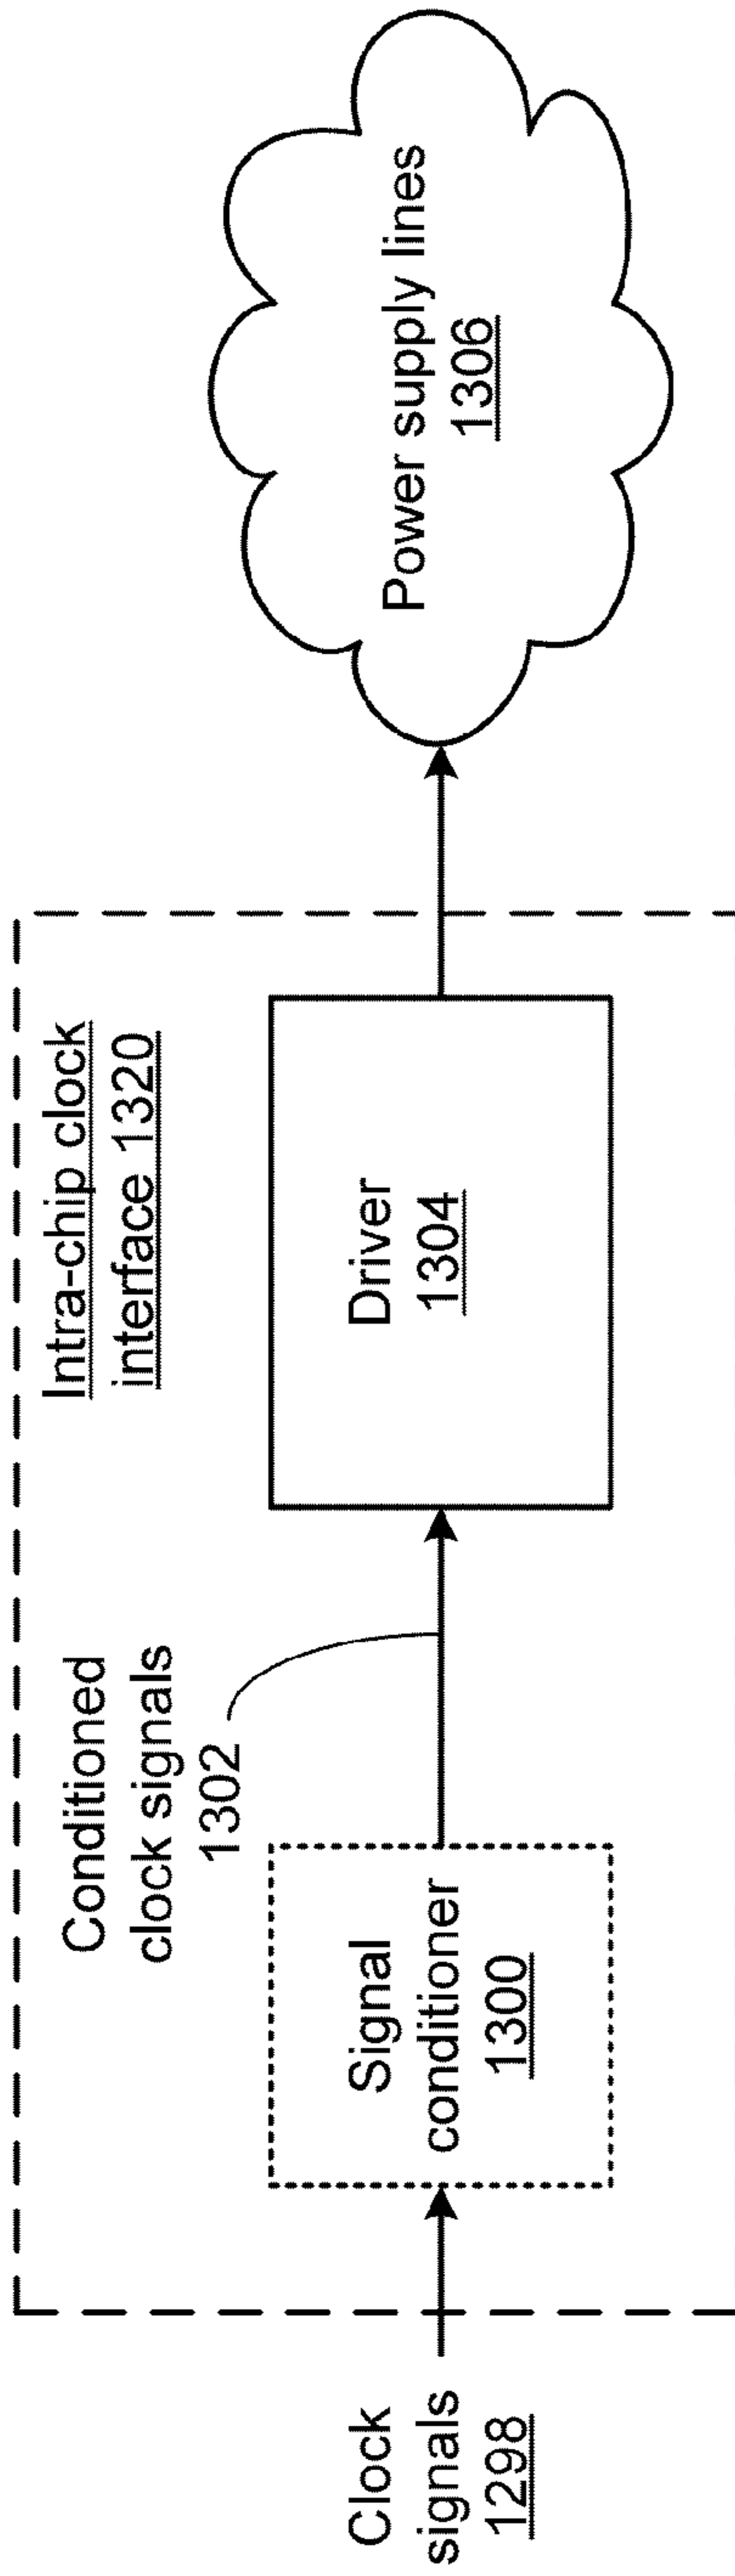 Clock
signals
1298
Signal
conditioner
1300
Conditioned
clock signals
1302
Driver
1304
Intra-chip clock
interface 1320
Power supply lines
1306